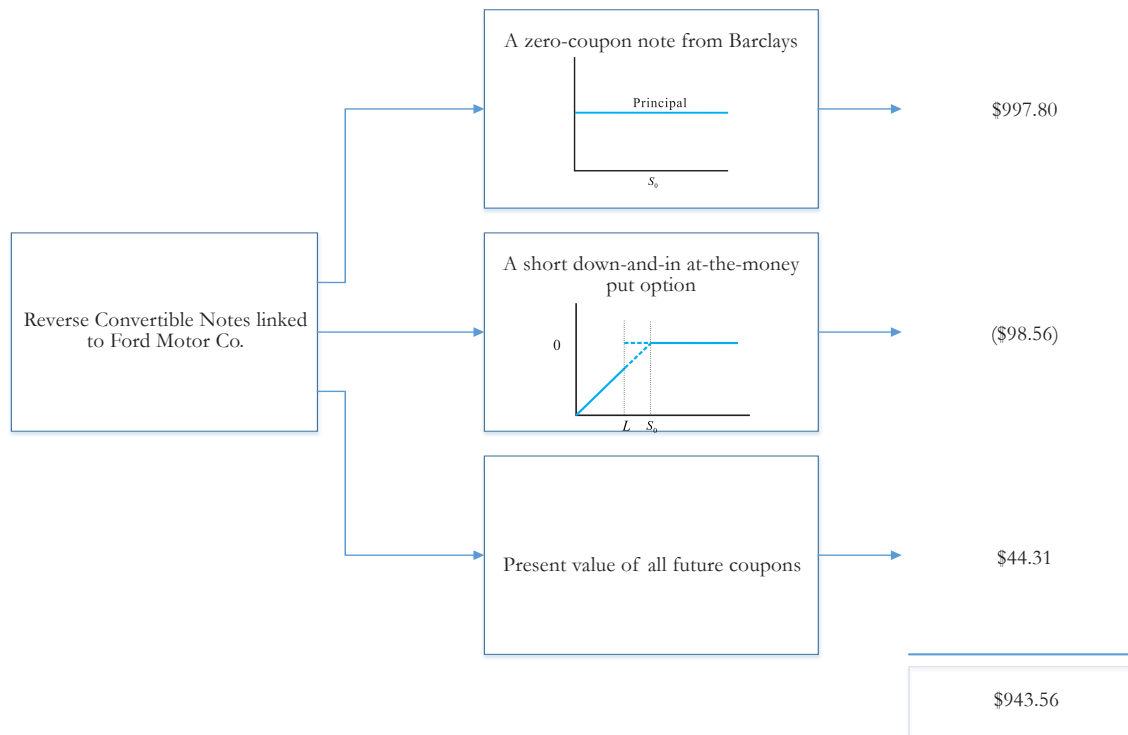 A zero-coupon note from Barclays
Principal
S₀
$997.80
Reverse Convertible Notes linked
to Ford Motor Co.
A short down-and-in at-the-money
put option
0
L
S₀
($98.56)
Present value of all future coupons
$44.31
$943.56